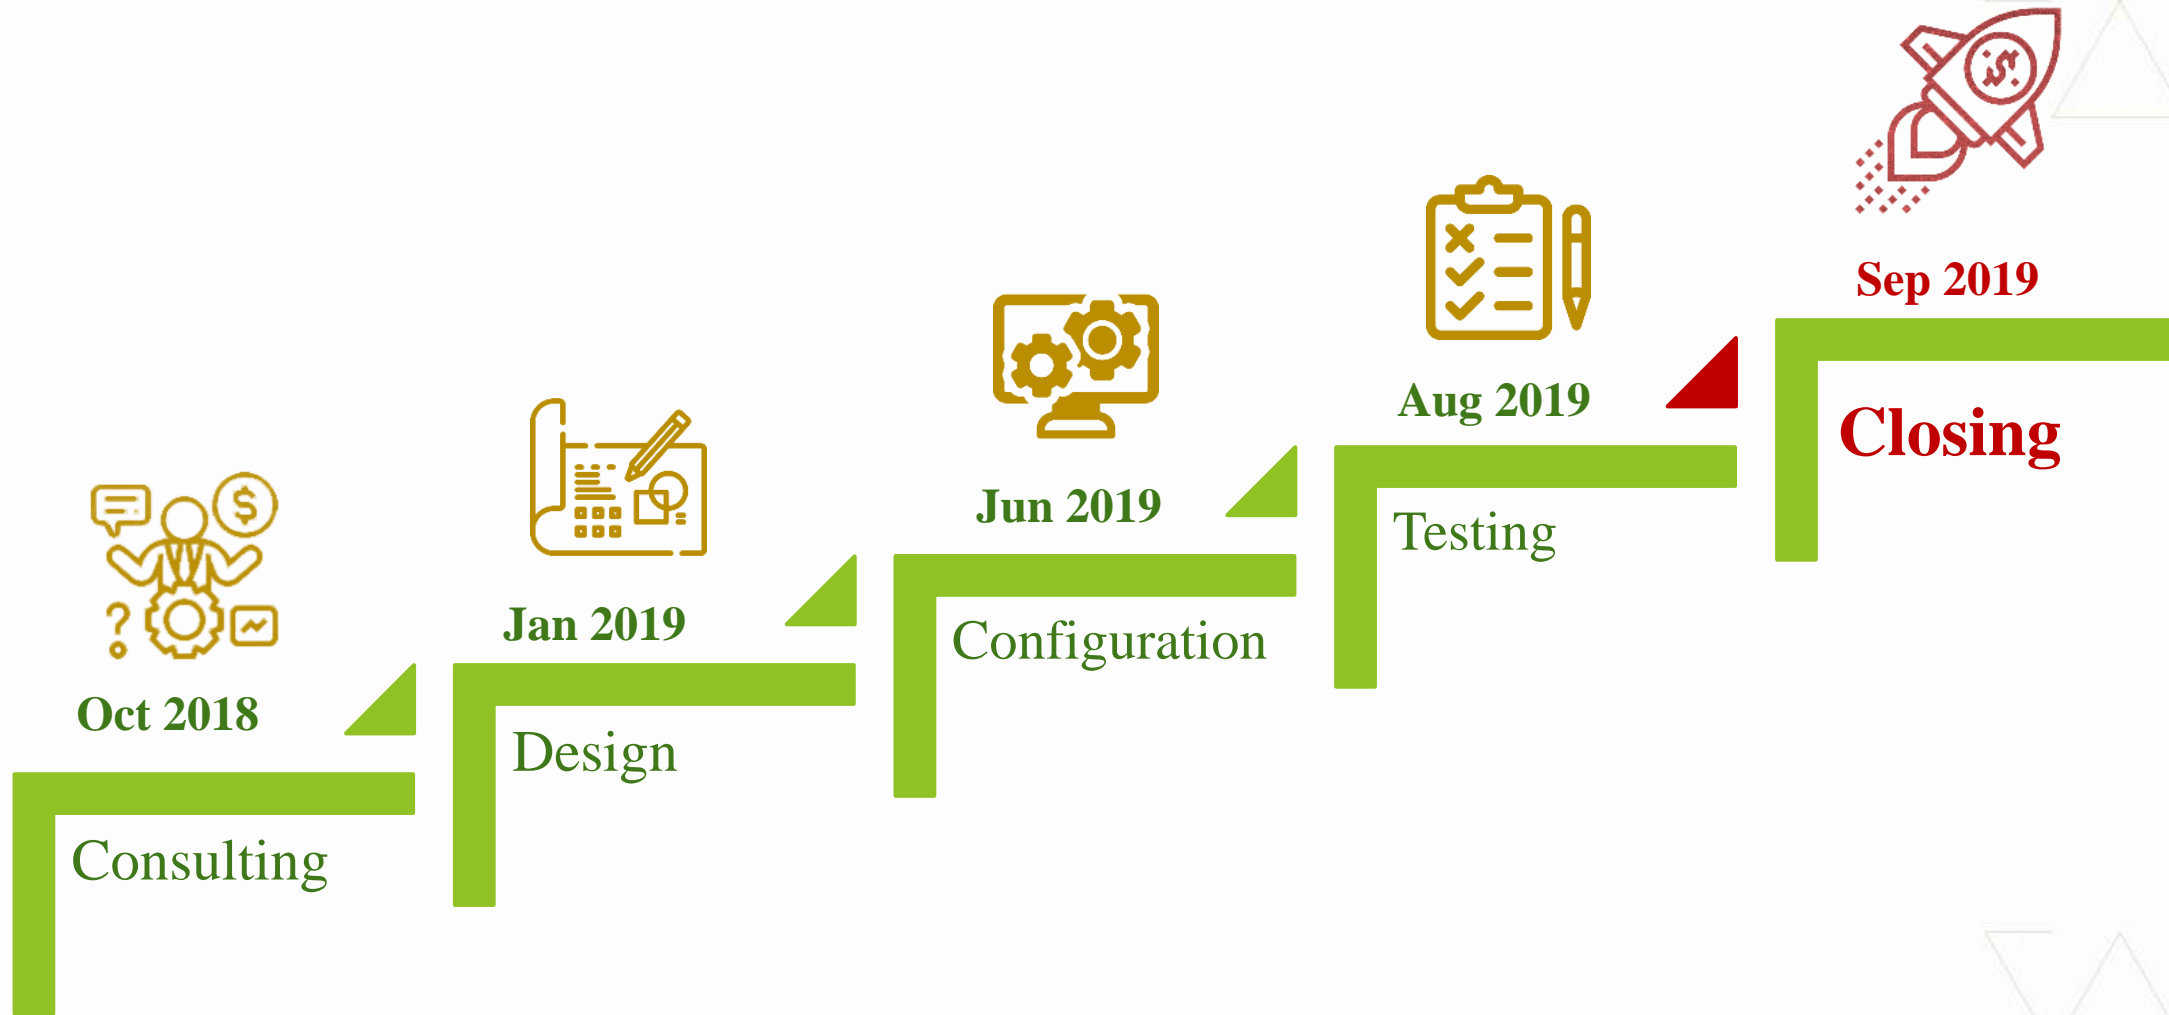 Oct 2018
Consulting
Jan 2019
Design
Jun 2019
Configuration
Aug 2019
Testing
Sep 2019
Closing